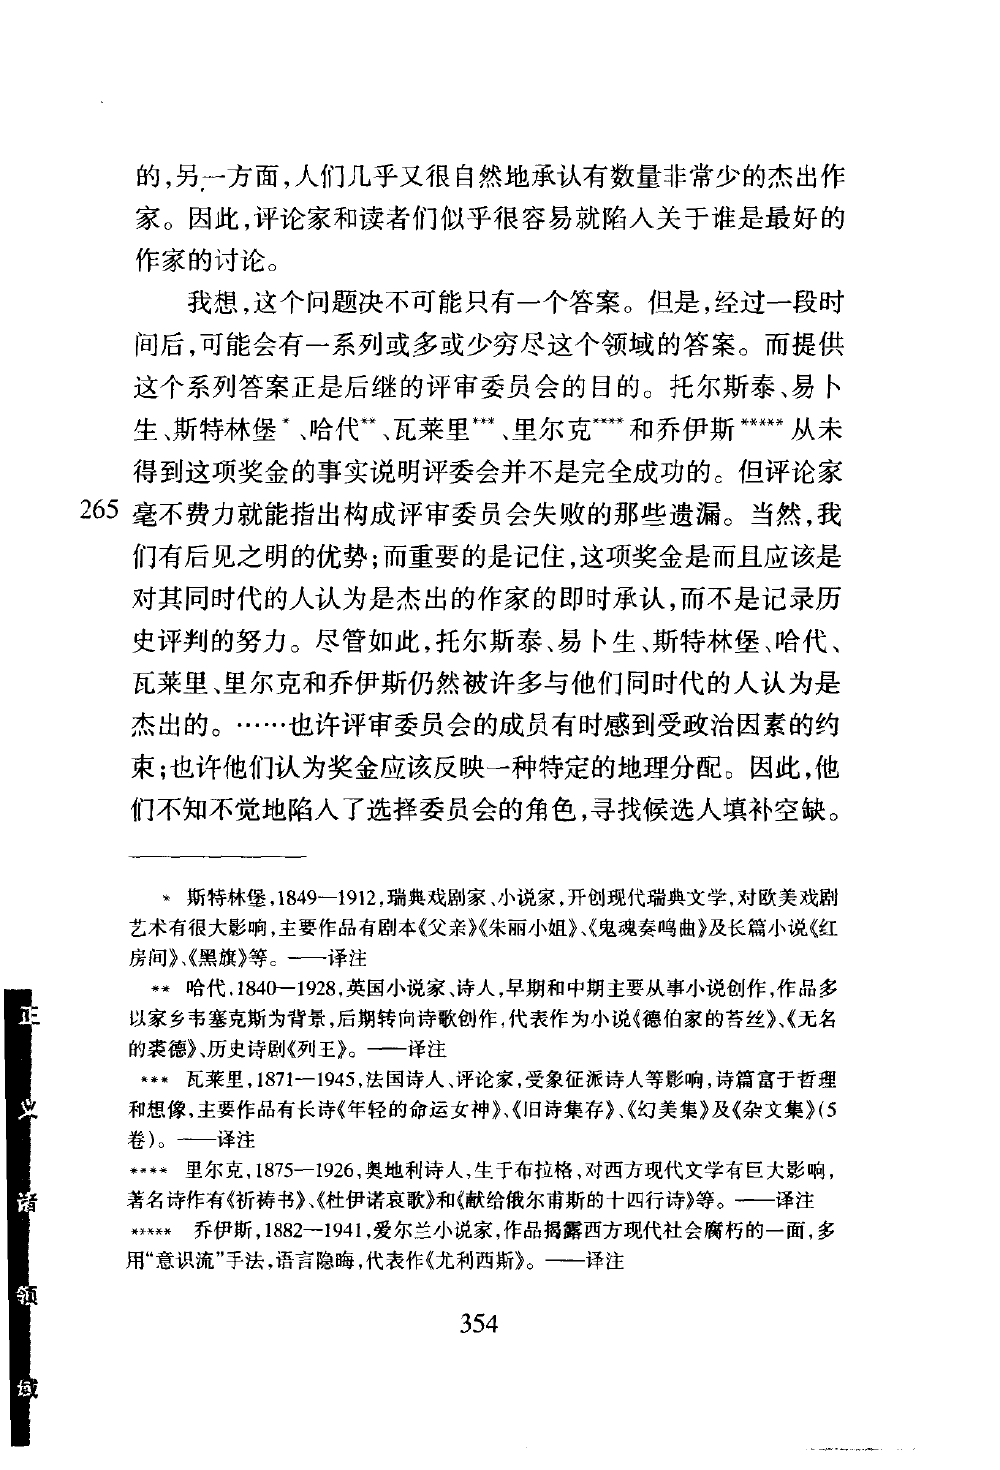 的,另一方面,人们几乎又很自然地承认有数量非常少的杰出作
家。因此,评论家和读者们似乎很容易就陷入关于谁是最好的
作家的讨论。
我想,这个问题决不可能只有一个答案。但是,经过一段时
间后,可能会有一系列或多或少穷尽这个领域的答案。而提供
这个系列答案正是后继的评审委员会的目的。托尔斯泰、易卜
生、斯特林堡*、哈代**、瓦莱里***、里尔克****和乔伊斯*****从未
得到这项奖金的事实说明评委会并不是完全成功的。但评论家
265 毫不费力就能指出构成评审委员会失败的那些遗漏。当然,我
们有后见之明的优势;而重要的是记住,这项奖金是而且应该是
对其同时代的人认为是杰出的作家的即时承认,而不是记录历
史评判的努力。尽管如此,托尔斯泰、易卜生、斯特林堡、哈代、
瓦莱里、里尔克和乔伊斯仍然被许多与他们同时代的人认为是
杰出的。……也许评审委员会的成员有时感到受政治因素的约
束;也许他们认为奖金应该反映一种特定的地理分配。因此,他
们不知不觉地陷入了选择委员会的角色,寻找候选人填补空缺。
* 斯特林堡,1849—1912,瑞典戏剧家、小说家,开创现代瑞典文学,对欧美戏剧
艺术有很大影响,主要作品有剧本《父亲》《朱丽小姐》、《鬼魂奏鸣曲》及长篇小说《红
房间》、《黑旗》等。——译注
** 哈代,1840—1928,英国小说家、诗人,早期和中期主要从事小说创作,作品多
以家乡韦塞克斯为背景,后期转向诗歌创作,代表作为小说《德伯家的苔丝》、《无名
的裘德》、历史诗剧《列王》。——译注
*** 瓦莱里,1871—1945,法国诗人、评论家,受象征派诗人等影响,诗篇富于哲理
和想像,主要作品有长诗《年轻的命运女神》、《旧诗集存》、《幻美集》及《杂文集》(5
卷)。——译注
**** 里尔克,1875—1926,奥地利诗人,生于布拉格,对西方现代文学有巨大影响,
著名诗作有《祈祷书》、《杜伊诺哀歌》和《献给俄尔甫斯的十四行诗》等。——译注
***** 乔伊斯,1882—1941,爱尔兰小说家,作品揭露西方现代社会腐朽的一面,多
用“意识流”手法,语言隐晦,代表作《尤利西斯》。——译注
354
正
义
诸
领
域